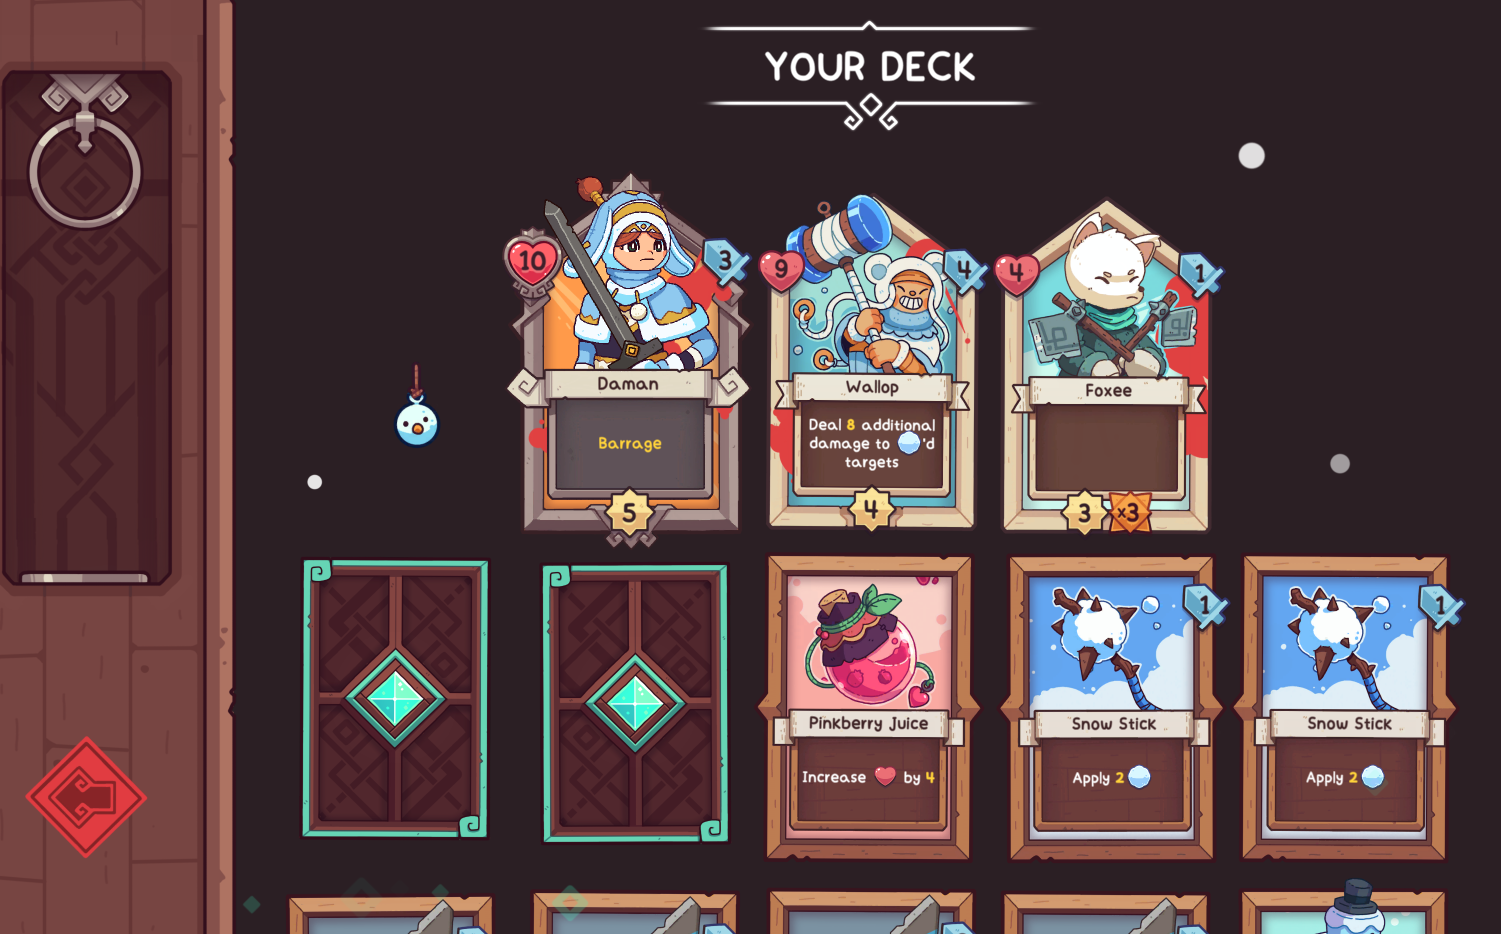 YOUR DECK
10
3
Daman
Barrage
5
9
4
Wallop
Deal 8 additional
damage to 'd
targets
4
4
1
Foxee
3
x3
Pinkberry Juice
Increase by 4
1
Snow Stick
Apply 2
1
Snow Stick
Apply 2